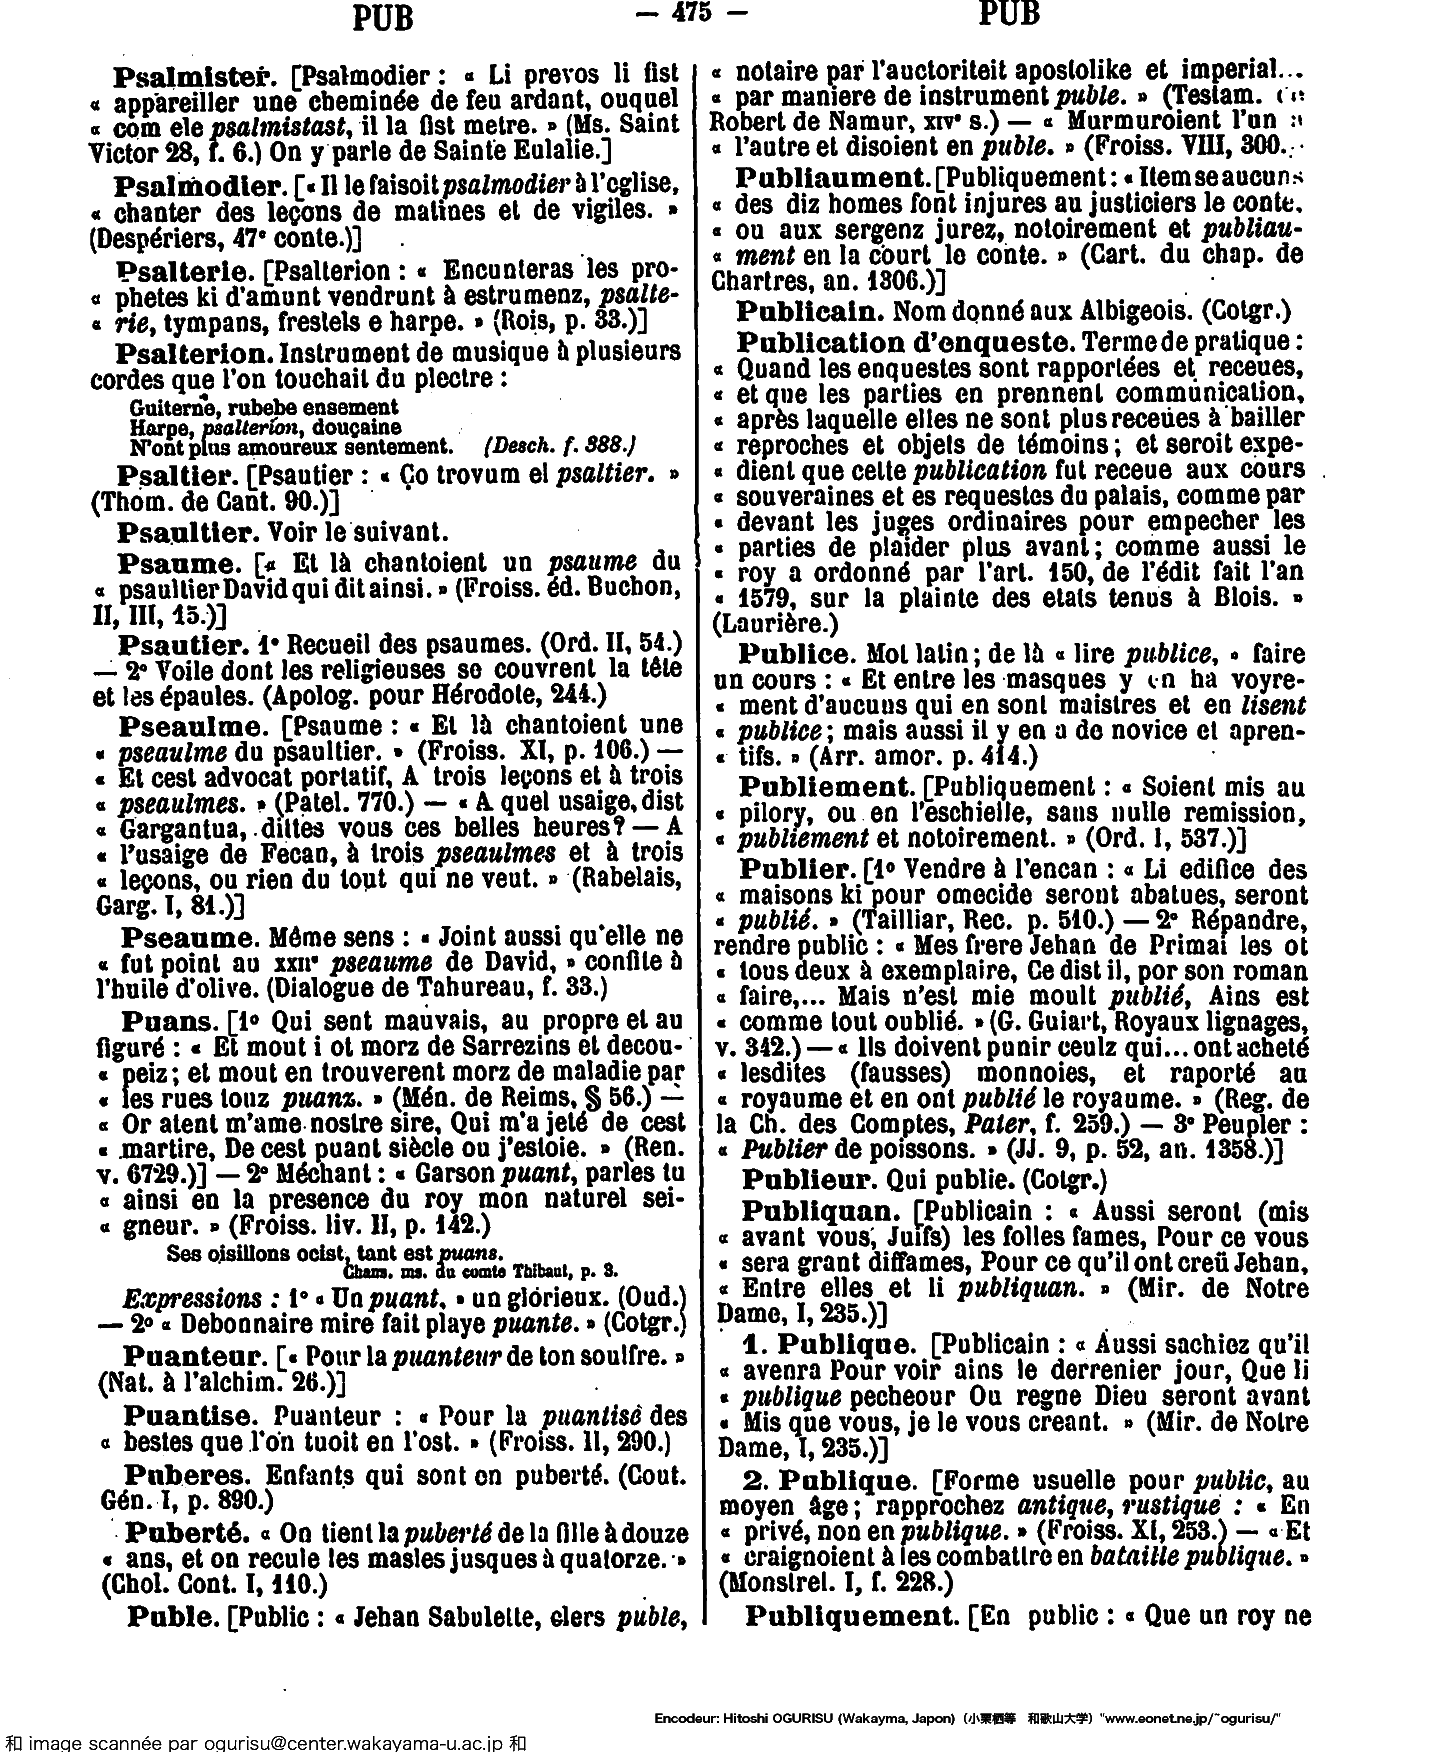 PUB — 475 — PUB
Psalmister. [Psalmodier : « Li prevos li fist
« appareiller une cheminée de feu ardant, ouquel
« com ele psalmistast, il la fist metre. » (Ms. Saint
Victor 28, f. 6.) On y parle de Sainte Eulalie.]
Psalmodier. [« Il le faisoit psalmodier à l'eglise,
« chanter des leçons de matines et de vigiles. »
(Despériers, 47e conte.)]
Psalterie. [Psalterion : « Encunteras les pro-
« phetes ki d'amunt vendrunt à estrumenz, psalte-
« rie, tympans, frestels e harpe. » (Rois, p. 33.)]
Psalterion. Instrument de musique à plusieurs
cordes que l'on touchait du plectre :
Guiterne, rubebe ensement
Harpe, psalterion, douçaine
N'ont plus amoureux sentement. (Desch. f. 388.)
Psaltier. [Psautier : « Ço trovum el psaltier. »
(Thom. de Cant. 90.)]
Psaultier. Voir le suivant.
Psaume. [« Et là chantoient un psaume du
« psaultier David qui dit ainsi. » (Froiss. éd. Buchon,
II, III, 15.)]
Psautier. 1° Recueil des psaumes. (Ord. II, 54.)
— 2° Voile dont les religieuses se couvrent la tête
et les épaules. (Apolog. pour Hérodote, 244.)
Pseaulme. [Psaume : « Et là chantoient une
« pseaulme du psaultier. » (Froiss. XI, p. 106.) —
« Et cest advocat portatif, A trois leçons et à trois
« pseaulmes. » (Patel. 770.) — « A quel usaige, dist
« Gargantua, dittes vous ces belles heures? — A
« l'usaige de Fecan, à trois pseaulmes et à trois
« leçons, ou rien du tout qui ne veut. » (Rabelais,
Garg. I, 81.)]
Pseaume. Même sens : « Joint aussi qu'elle ne
« fut point au XXIIe pseaume de David, » confite à
l'huile d'olive. (Dialogue de Tahureau, f. 33.)
Puans. [1° Qui sent mauvais, au propre et au
figuré : « Et mout i ot morz de Sarrezins et decou-
« peiz ; et mout en trouverent morz de maladie par
« les rues touz puanz. » (Mén. de Reims, § 56.) —
« Or atent m'ame nostre sire, Qui m'a jeté de cest
« martire, De cest puant siècle ou j'estoie. » (Ren.
v. 6729.)] — 2° Méchant : « Garson puant, parles tu
« ainsi en la presence du roy mon naturel sei-
« gneur. » (Froiss. liv. II, p. 142.)
Ses oisillons ocist, tant est puans.
Chans. ms. du comte Thibaut, p. 3.
Expressions : 1° « Un puant, » un glorieux. (Oud.)
— 2° « Debonnaire mire fait playe puante. » (Cotgr.)
Puanteur. [« Pour la puanteur de ton soulfre. »
(Nat. à l'alchim. 26.)]
Puantise. Puanteur : « Pour la puantise des
« bestes que l'on tuoit en l'ost. » (Froiss. II, 290.)
Puberes. Enfants qui sont en puberté. (Cout.
Gén. I, p. 890.)
Puberté. « On tient la puberté de la fille à douze
« ans, et on recule les masles jusques à quatorze. »
(Chol. Cont. I, 110.)
Puble. [Public : « Jehan Sabulette, clers puble,
« notaire par l'auctoriteit apostolike et imperial...
« par maniere de instrument puble. » (Testam. de
Robert de Namur, XIVe s.) — « Murmuroient l'un à
« l'autre et disoient en puble. » (Froiss. VIII, 300.
Publiaument. [Publiquement : « Item se aucuns
« des diz homes font injures au justiciers le conte,
« ou aux sergenz jurez, notoirement et publiau-
« ment en la court le conte. » (Cart. du chap. de
Chartres, an. 1306.)]
Publicain. Nom donné aux Albigeois. (Cotgr.)
Publication d'enqueste. Terme de pratique :
« Quand les enquestes sont rapportées et receues,
« et que les parties en prennent communication,
« après laquelle elles ne sont plus receües à bailler
« reproches et objets de témoins ; et seroit expe-
« dient que cette publication fut receue aux cours
« souveraines et es requestes du palais, comme par
« devant les juges ordinaires pour empecher les
« parties de plaider plus avant ; comme aussi le
« roy a ordonné par l'art. 150, de l'édit fait l'an
« 1579, sur la plainte des etats tenus à Blois. »
(Laurière.)
Publice. Mot latin ; de là « lire publice, » faire
un cours : « Et entre les masques y en ha voyre-
« ment d'aucuns qui en sont maistres et en lisent
« publice ; mais aussi il y en a de novice et apren-
« tifs. » (Arr. amor. p. 414.)
Publiement. [Publiquement : « Soient mis au
« pilory, ou en l'eschielle, sans nulle remission,
« publiement et notoirement. » (Ord. I, 537.)]
Publier. [1° Vendre à l'encan : « Li edifice des
« maisons ki pour omecide seront abatues, seront
« publié. » (Tailliar, Rec. p. 510.) — 2° Répandre,
rendre public : « Mes frere Jehan de Primai les ot
« tous deux à exemplaire, Ce dist il, por son roman
« faire,... Mais n'est mie moult publié, Ains est
« comme tout oublié. » (G. Guiart, Royaux lignages,
v. 342.) — « Ils doivent punir ceulz qui... ont acheté
« lesdites (fausses) monnoies, et raporté au
« royaume et en ont publié le royaume. » (Reg. de
la Ch. des Comptes, Pater, f. 259.) — 3° Peupler :
« Publier de poissons. » (JJ. 9, p. 52, an. 1358.)]
Publieur. Qui publie. (Cotgr.)
Publiquan. [Publicain : « Aussi seront (mis
« avant vous, Juifs) les folles fames, Pour ce vous
« sera grant diffames, Pour ce qu'il ont creü Jehan,
« Entre elles et li publiquan. » (Mir. de Notre
Dame, I, 235.)]
1. Publique. [Publicain : « Aussi sachiez qu'il
« avenra Pour voir ains le derrenier jour, Que li
« publique pecheour Ou regne Dieu seront avant
« Mis que vous, je le vous creant. » (Mir. de Notre
Dame, I, 235.)]
2. Publique. [Forme usuelle pour public, au
moyen âge ; rapprochez antique, rustique : « En
« privé, non en publique. » (Froiss. XI, 253.) — « Et
« craignoient à les combattre en bataille publique. »
(Monstrel. I, f. 228.)
Publiquement. [En public : « Que un roy ne
Encodeur: Hitoshi OGURISU (Wakayma, Japon) (小栗栖等 和歌山大学) "www.eonet.ne.jp/~ogurisu/"
和 image scannée par ogurisu@center.wakayama-u.ac.jp 和